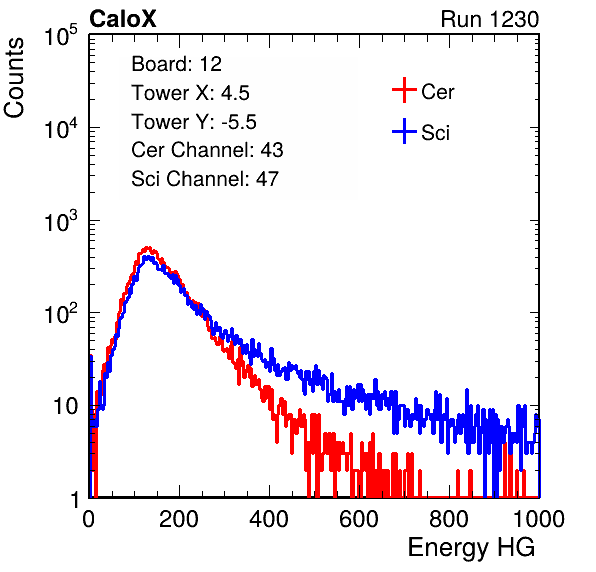 CaloX Run 1230
Counts
10^5
10^4
10^3
10^2
10
1
Board: 12
Tower X: 4.5
Tower Y: -5.5
Cer Channel: 43
Sci Channel: 47
Cer
Sci
0 200 400 600 800 1000
Energy HG